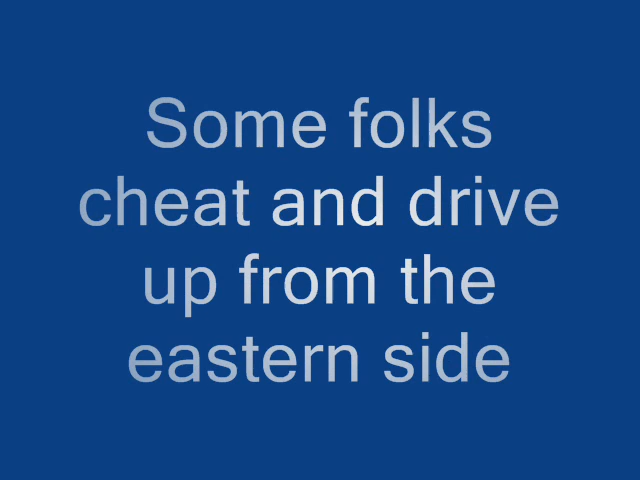 Some folks
cheat and drive
up from the
eastern side